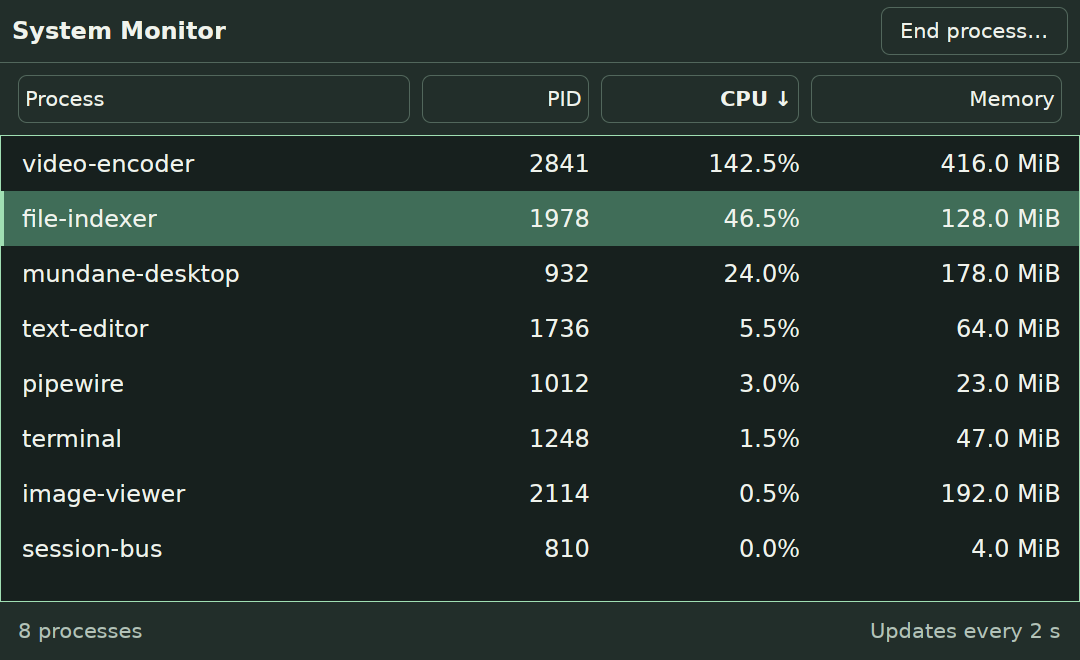 System Monitor End process...
Process PID CPU ↓ Memory
video-encoder 2841 142.5% 416.0 MiB
file-indexer 1978 46.5% 128.0 MiB
mundane-desktop 932 24.0% 178.0 MiB
text-editor 1736 5.5% 64.0 MiB
pipewire 1012 3.0% 23.0 MiB
terminal 1248 1.5% 47.0 MiB
image-viewer 2114 0.5% 192.0 MiB
session-bus 810 0.0% 4.0 MiB
8 processes Updates every 2 s